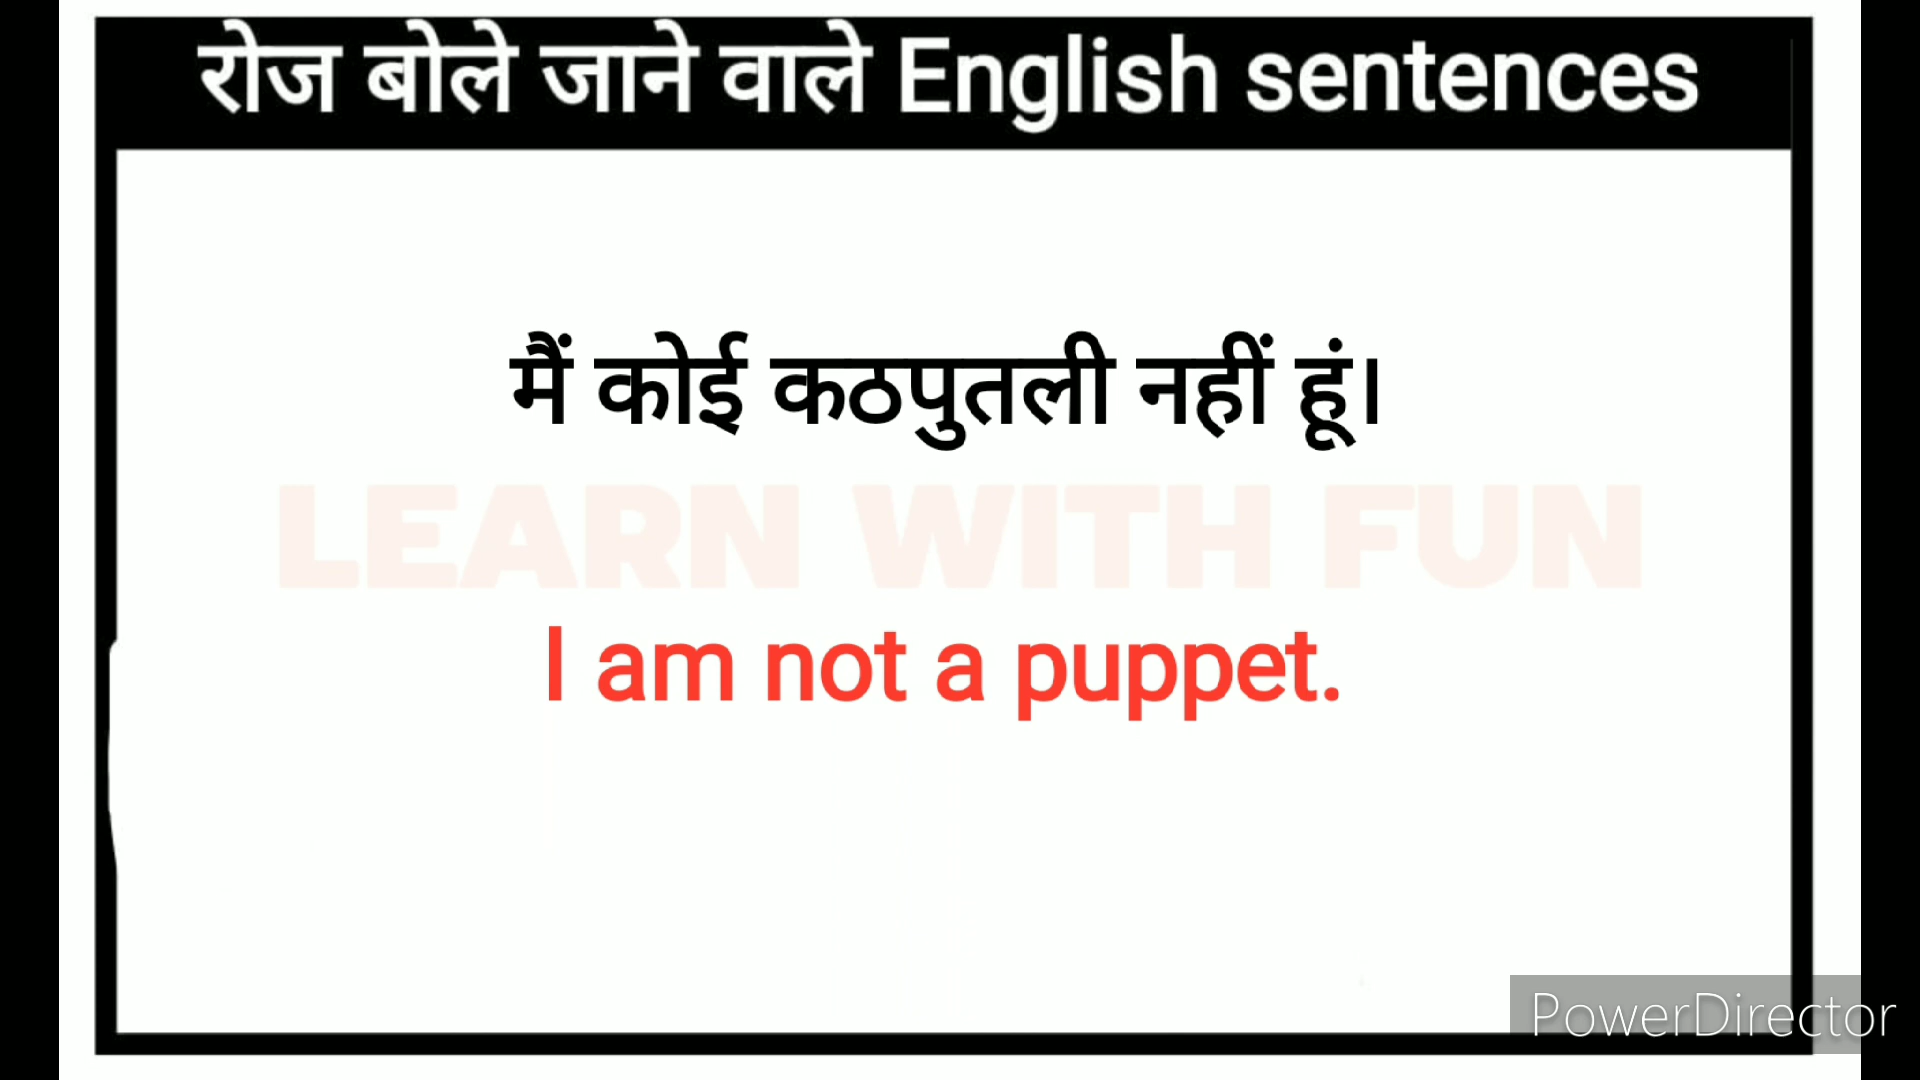 रोज बोले जाने वाले English sentences
मैं कोई कठपुतली नहीं हूं।
LEARN WITH FUN
I am not a puppet.
PowerDirector